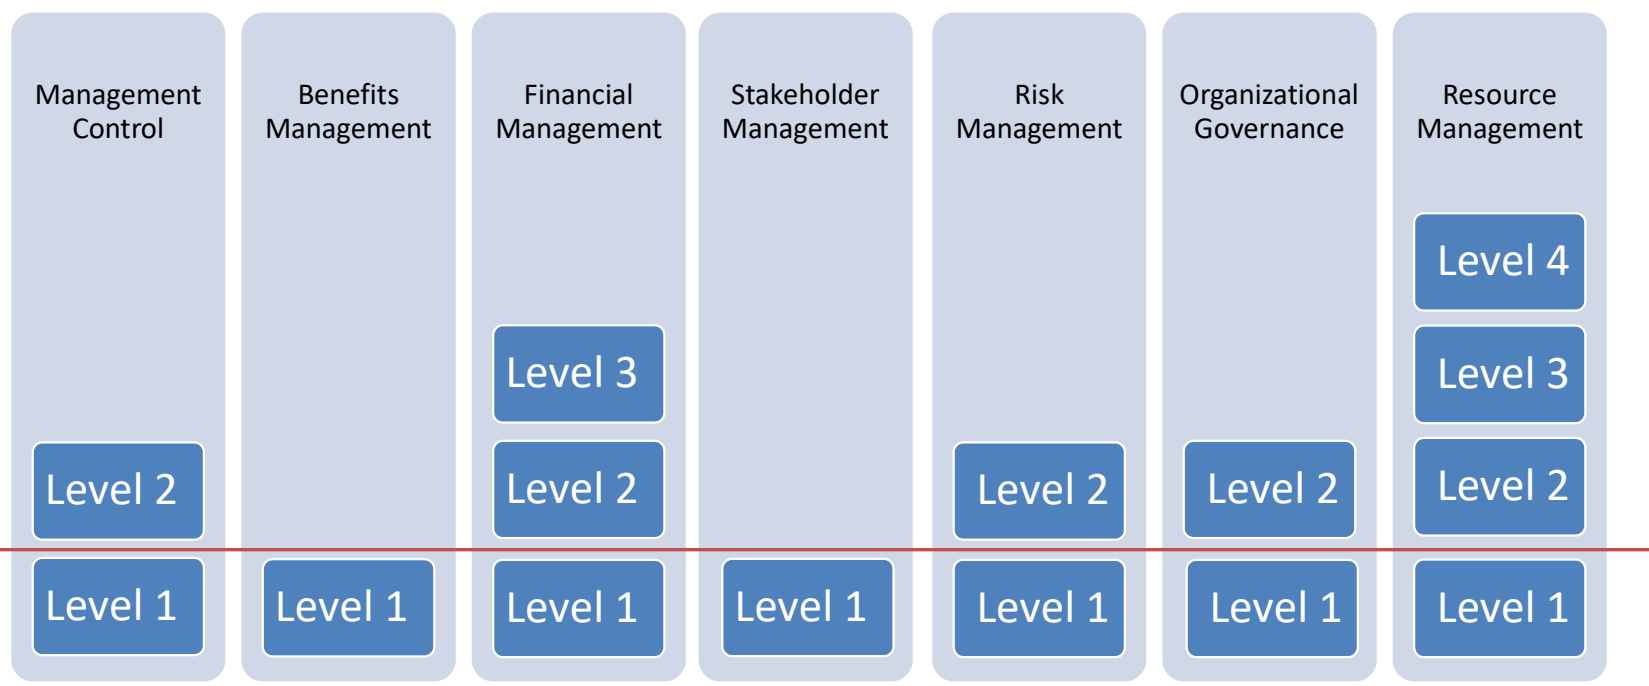 Management
Control
Benefits
Management
Financial
Management
Stakeholder
Management
Risk
Management
Organizational
Governance
Resource
Management
Level 4
Level 3
Level 3
Level 2
Level 2
Level 2
Level 2
Level 2
Level 1
Level 1
Level 1
Level 1
Level 1
Level 1
Level 1